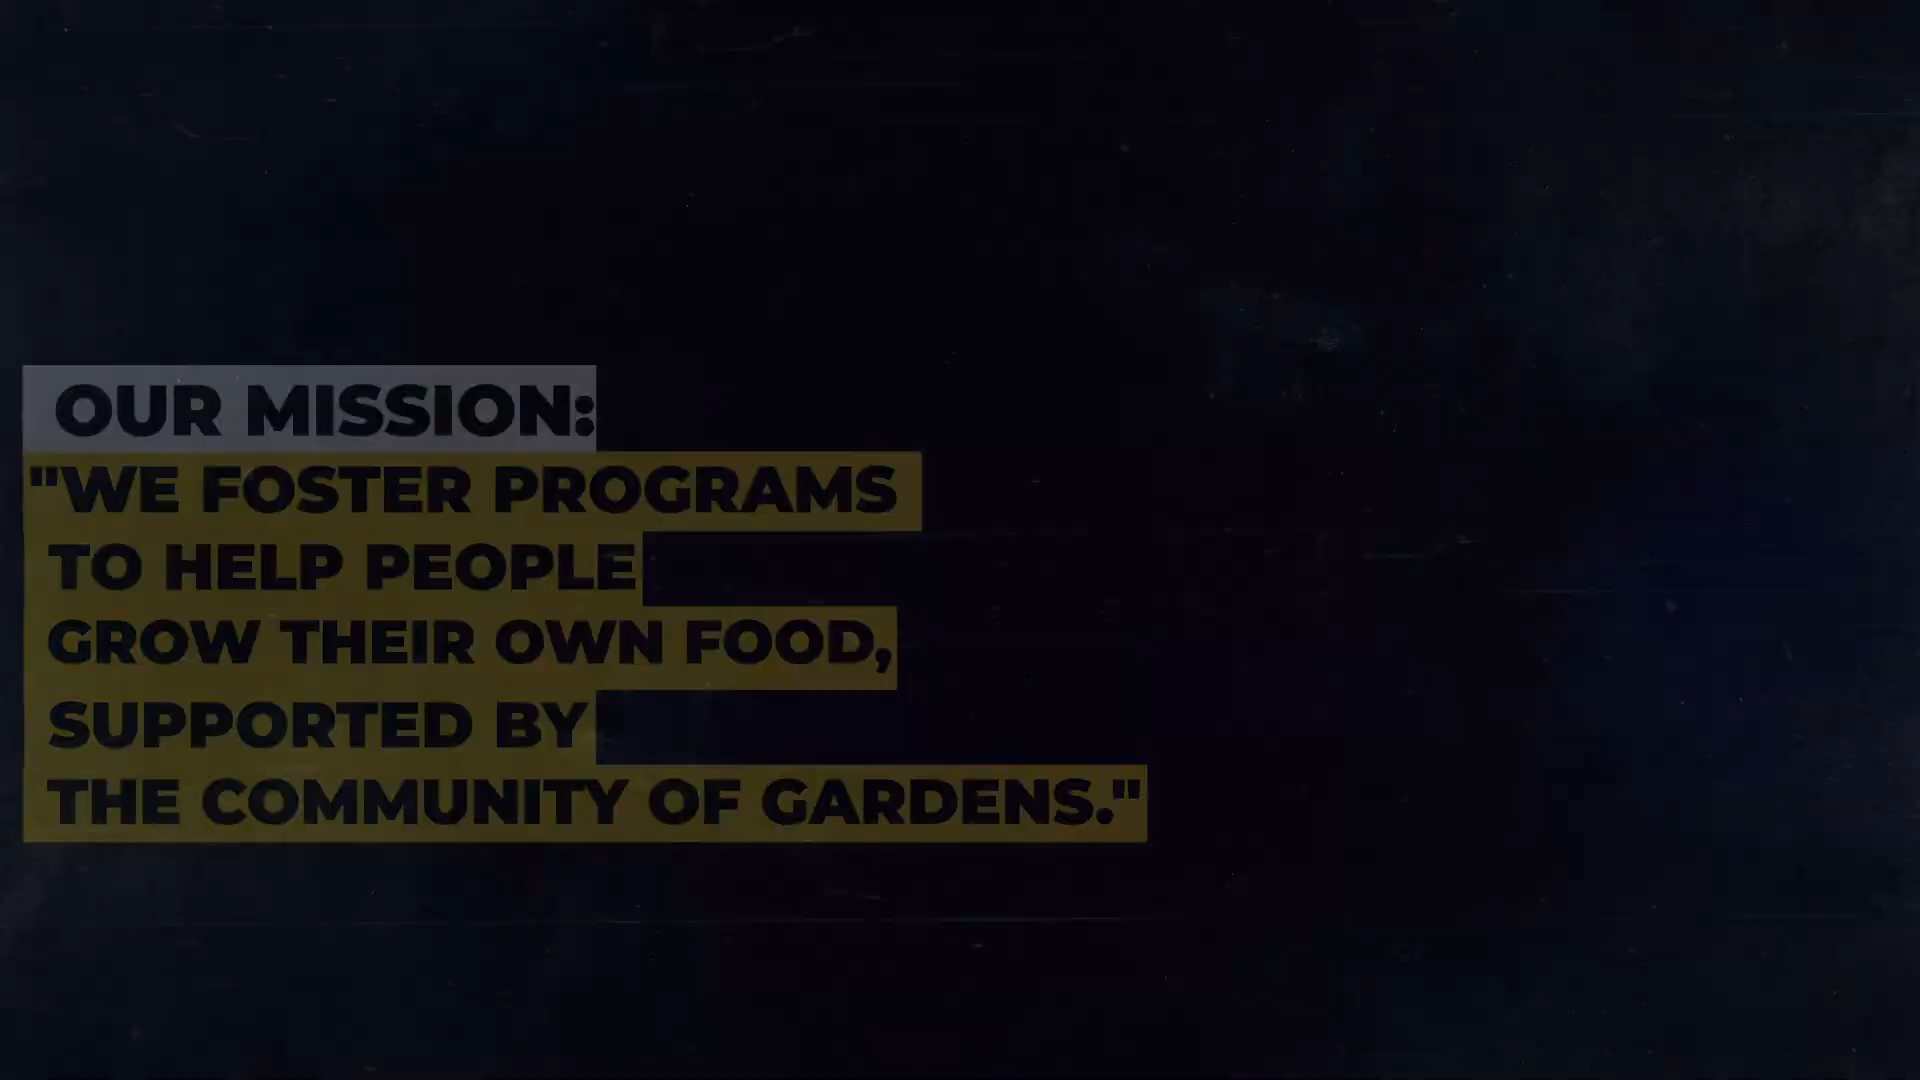 OUR MISSION:
"WE FOSTER PROGRAMS
TO HELP PEOPLE
GROW THEIR OWN FOOD,
SUPPORTED BY
THE COMMUNITY OF GARDENS."